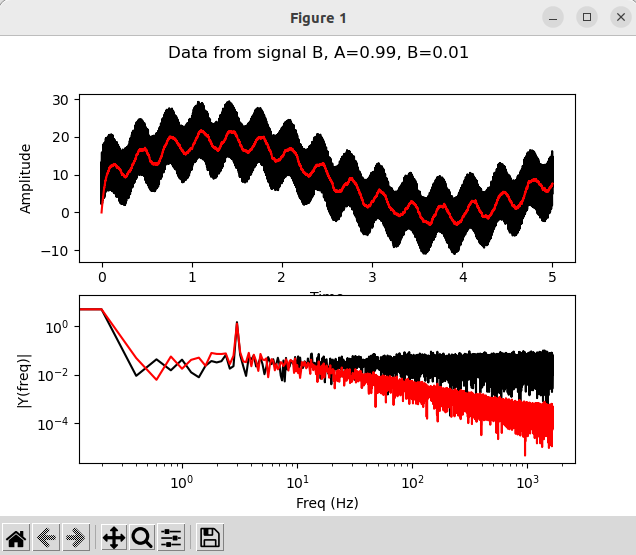 Figure 1
Data from signal B, A=0.99, B=0.01
30
20
10
0
−10
Amplitude
0 1 2 3 4 5
Time
10⁰
10⁻²
10⁻⁴
|Y(freq)|
10⁰ 10¹ 10² 10³
Freq (Hz)